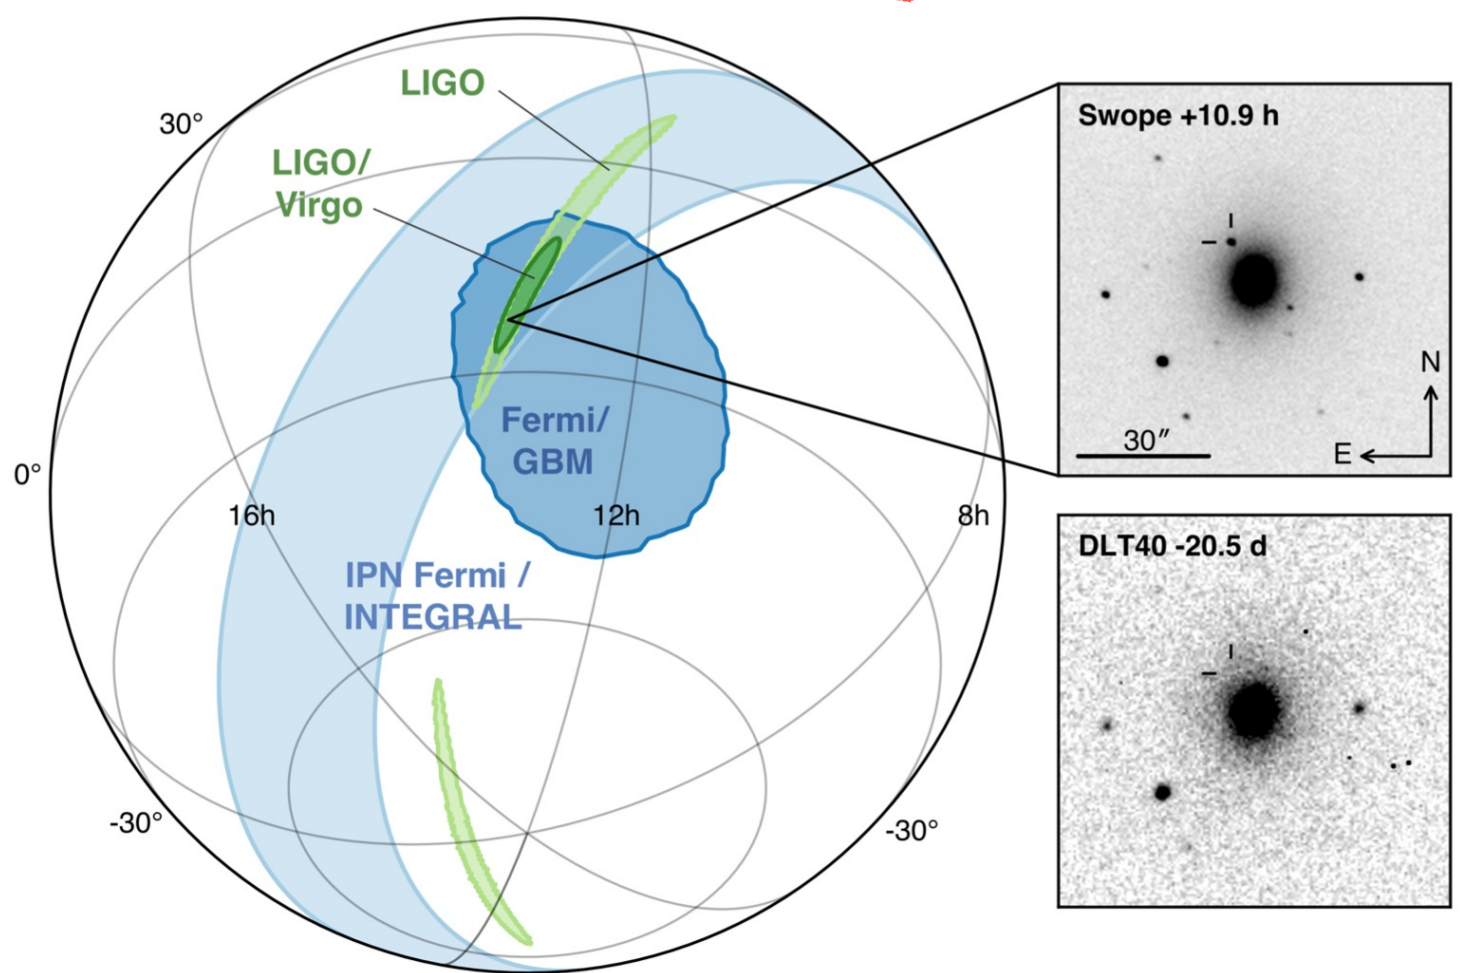 LIGO
30°
LIGO/
Virgo
Fermi/
GBM
0°
16h
12h
8h
IPN Fermi /
INTEGRAL
-30°
-30°
Swope +10.9 h
N
30″
E
DLT40 -20.5 d